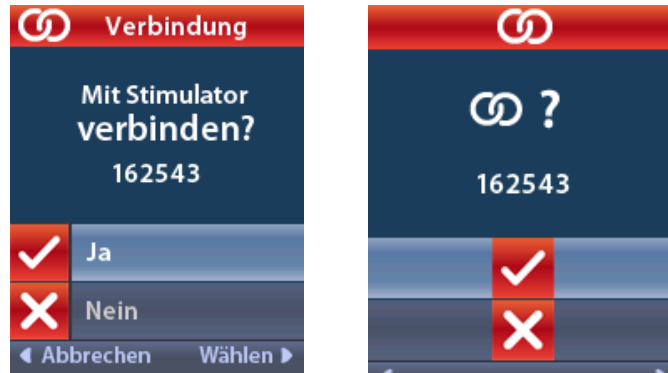 Verbindung
Mit Stimulator
verbinden?
162543
Ja
Nein
Abbrechen Wählen
?
162543